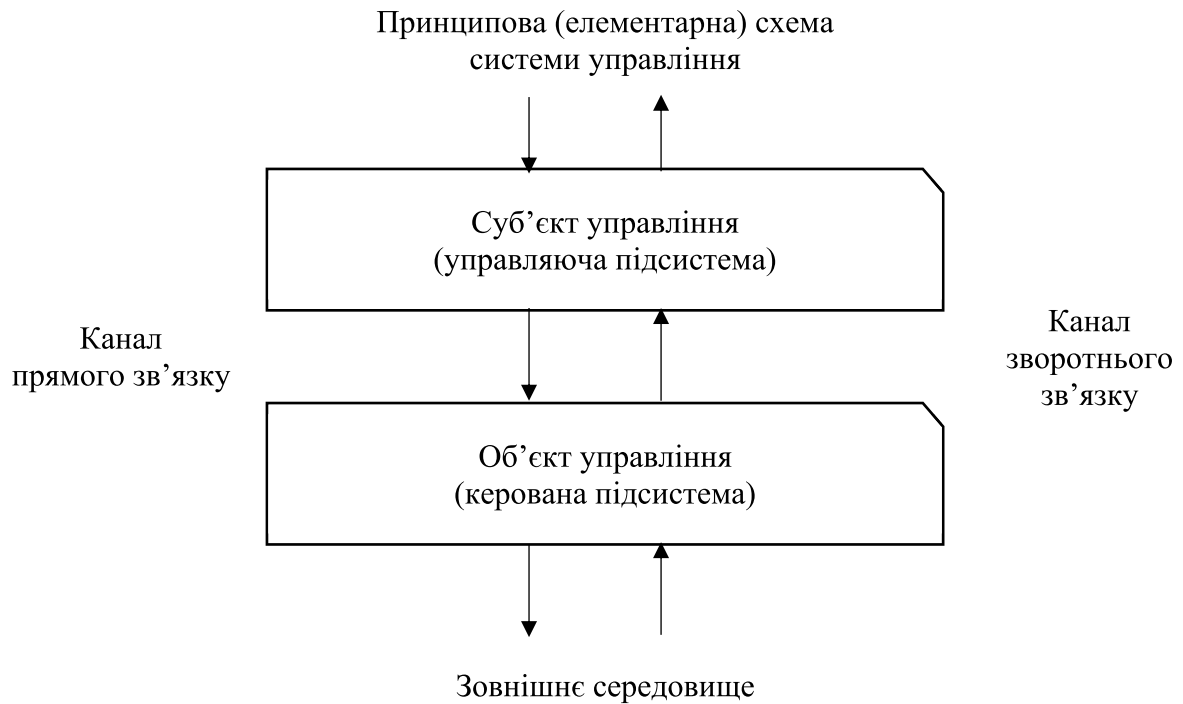 Принципова (елементарна) схема
системи управління
Суб’єкт управління
(управляюча підсистема)
Канал
прямого зв’язку
Канал
зворотнього
зв’язку
Об’єкт управління
(керована підсистема)
Зовнішнє середовище